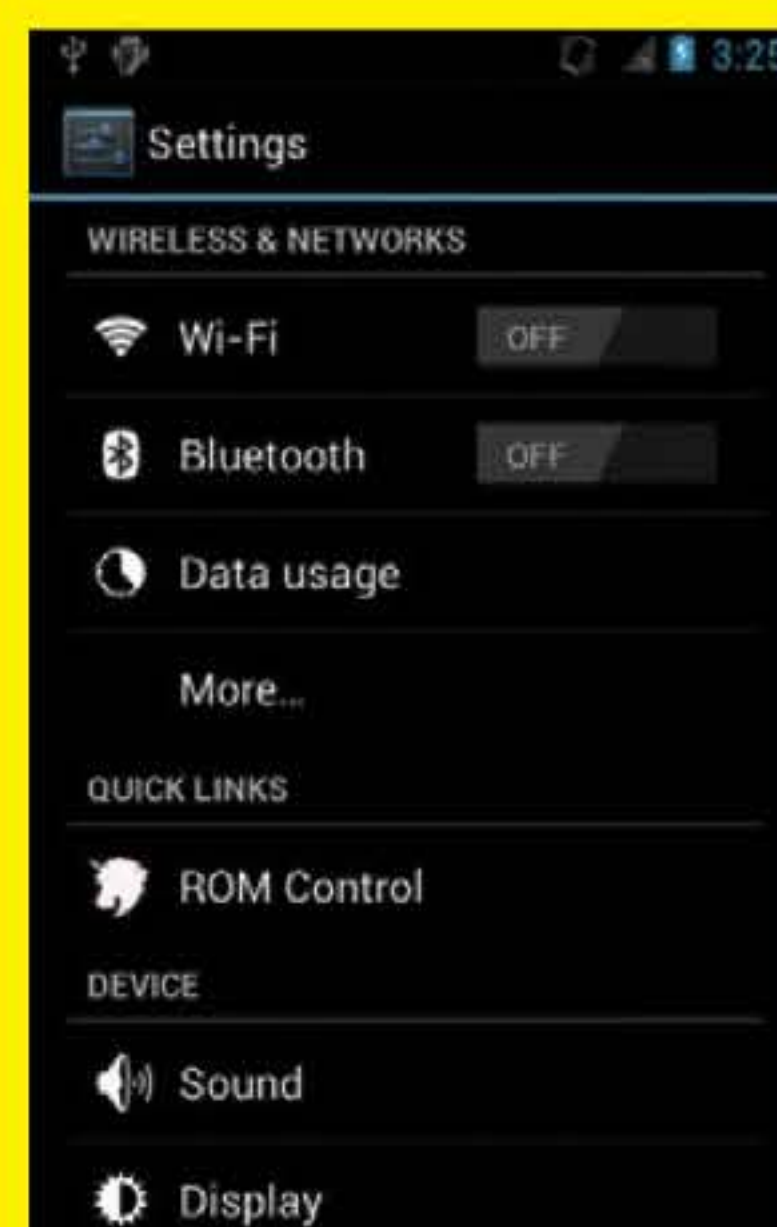 3:25
Settings
WIRELESS & NETWORKS
Wi-Fi OFF
Bluetooth OFF
Data usage
More...
QUICK LINKS
ROM Control
DEVICE
Sound
Display